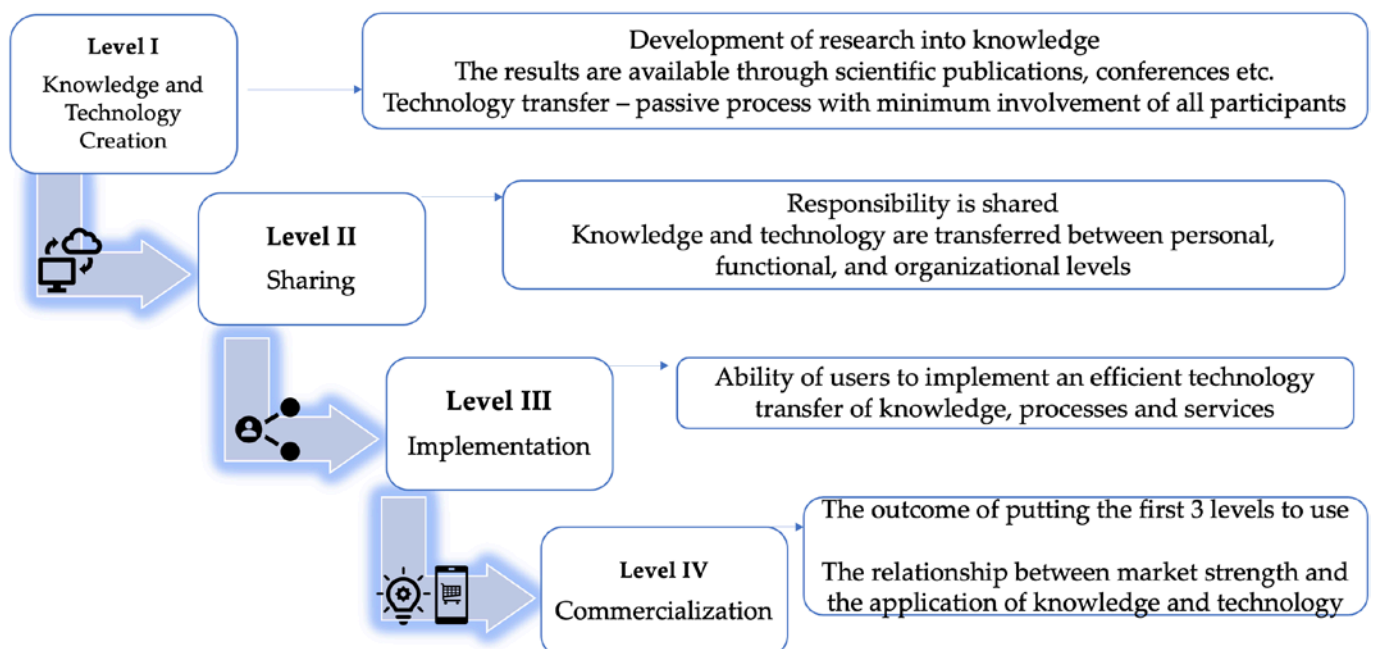 Level I
Knowledge and
Technology
Creation
Development of research into knowledge
The results are available through scientific publications, conferences etc.
Technology transfer – passive process with minimum involvement of all participants
Level II
Sharing
Responsibility is shared
Knowledge and technology are transferred between personal,
functional, and organizational levels
Level III
Implementation
Ability of users to implement an efficient technology
transfer of knowledge, processes and services
Level IV
Commercialization
The outcome of putting the first 3 levels to use
The relationship between market strength and
the application of knowledge and technology